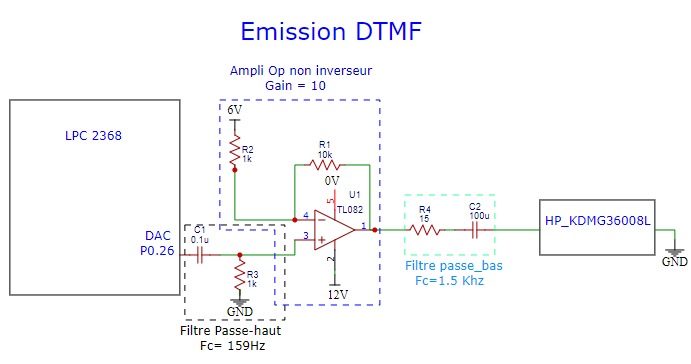 Emission DTMF
Ampli Op non inverseur
Gain = 10
6V
LPC 2368
R2
1k
R1
10k
0V
U1
TL082
5
4
3
1
2
12V
DAC
P0.26
C1
0.1u
R3
1k
GND
Filtre Passe-haut
Fc= 159Hz
R4
15
C2
100u
Filtre passe_bas
Fc=1.5 Khz
HP_KDMG36008L
GND